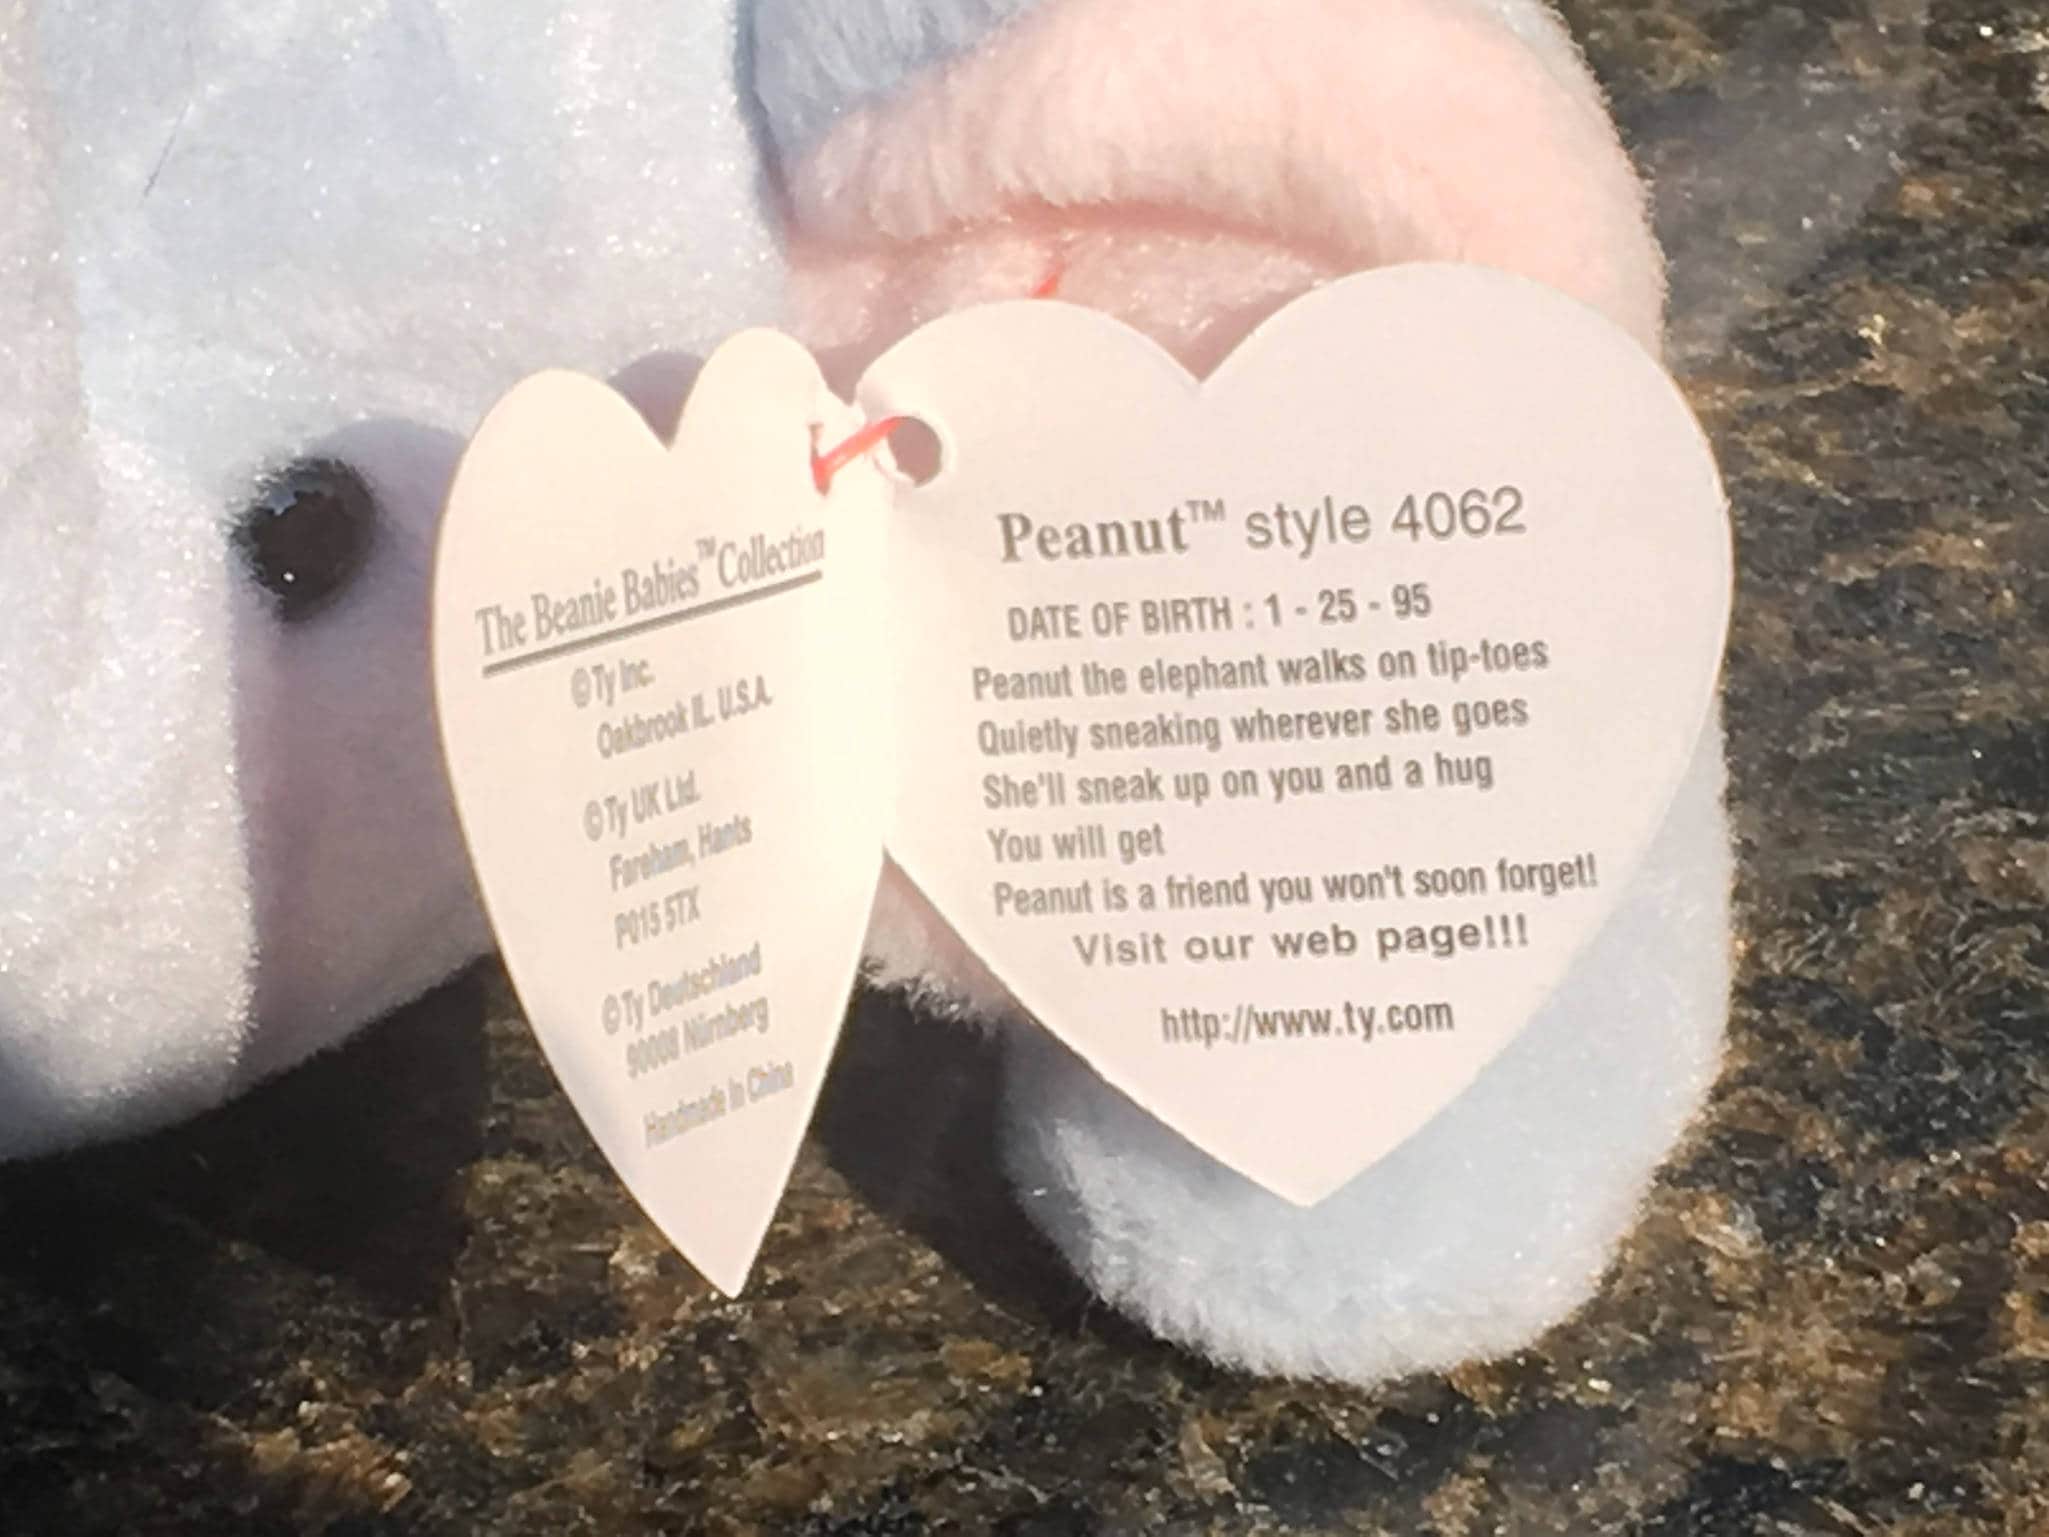 The Beanie Babies™Collection
©Ty Inc.
Oakbrook IL. U.S.A.
©Ty UK Ltd.
Fareham, Hants
P015 5TX
©Ty Deutschland
90008 Nürnberg
Handmade in China
Peanut™ style 4062
DATE OF BIRTH : 1 - 25 - 95
Peanut the elephant walks on tip-toes
Quietly sneaking wherever she goes
She'll sneak up on you and a hug
You will get
Peanut is a friend you won't soon forget!
Visit our web page!!!
http://www.ty.com